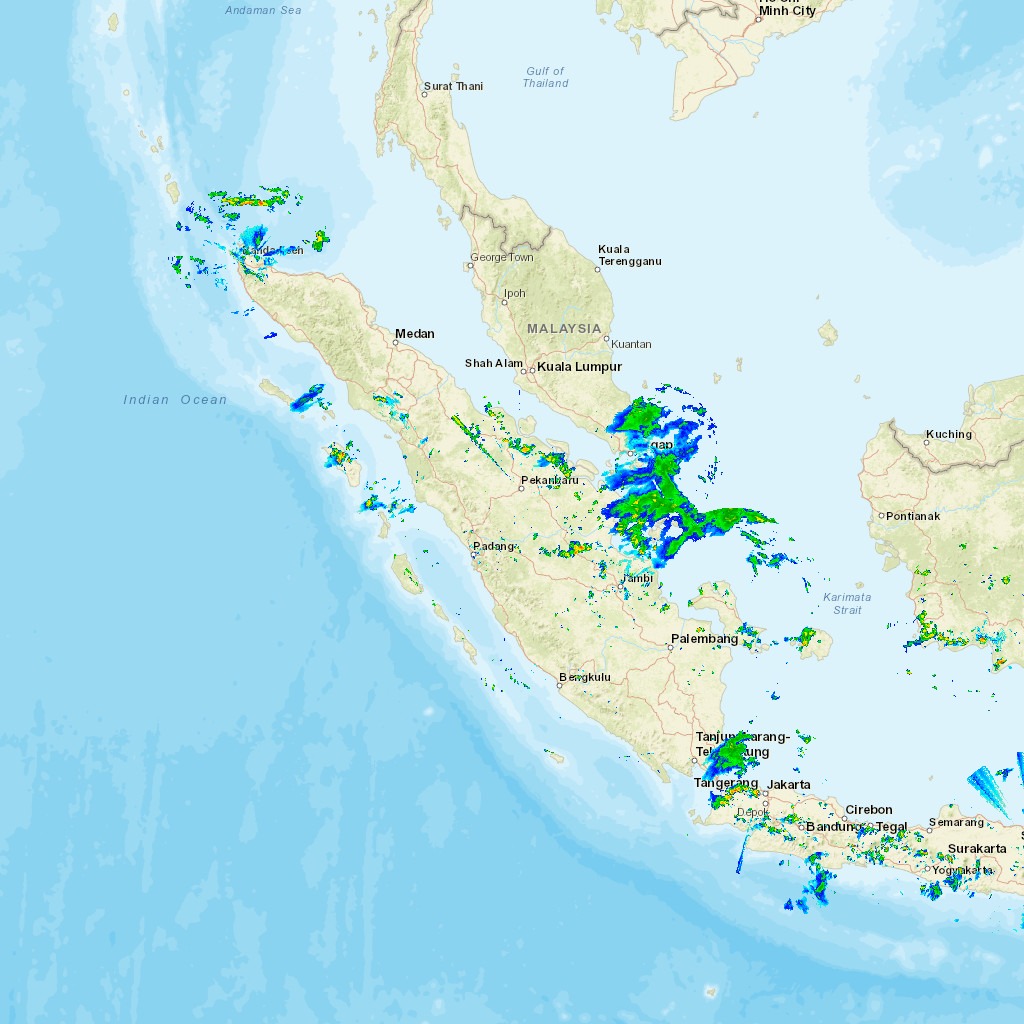 Andaman Sea
Minh City
Gulf of
Thailand
Surat Thani
Kuala
Terengganu
George Town
Ipoh
MALAYSIA
Kuantan
Medan
Shah Alam
Kuala Lumpur
Indian Ocean
Kuching
Pekanbaru
Pontianak
Padang
Jambi
Karimata
Strait
Palembang
Bengkulu
Tangerang
Jakarta
Depok
Cirebon
Bandung
Tegal
Semarang
Surakarta
Yogyakarta